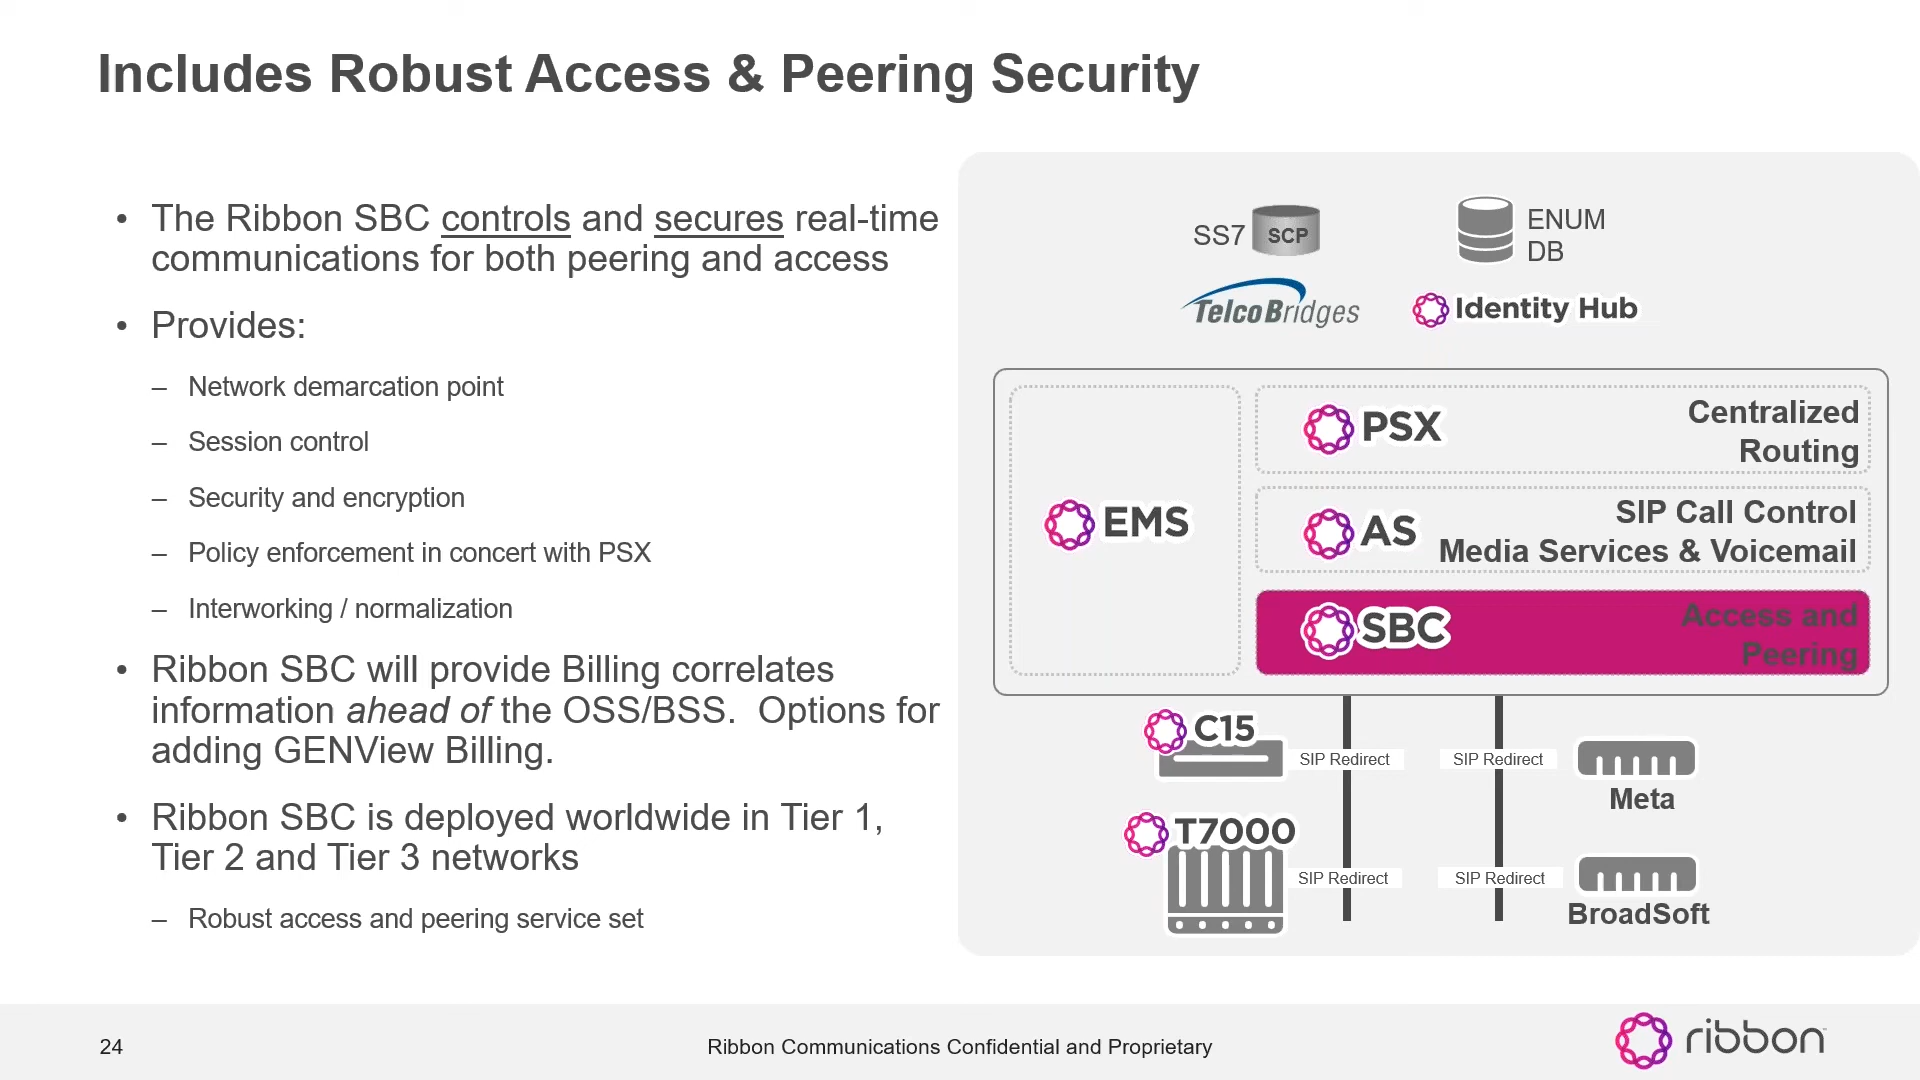 Includes Robust Access & Peering Security
• The Ribbon SBC controls and secures real-time
communications for both peering and access
• Provides:
– Network demarcation point
– Session control
– Security and encryption
– Policy enforcement in concert with PSX
– Interworking / normalization
• Ribbon SBC will provide Billing correlates
information ahead of the OSS/BSS.  Options for
adding GENView Billing.
• Ribbon SBC is deployed worldwide in Tier 1,
Tier 2 and Tier 3 networks
– Robust access and peering service set
SS7 SCP
ENUM
DB
TelcoBridges
Identity Hub
EMS
PSX
Centralized
Routing
AS
SIP Call Control
Media Services & Voicemail
SBC
Access and
Peering
C15
SIP Redirect
SIP Redirect
Meta
T7000
SIP Redirect
SIP Redirect
BroadSoft
24
Ribbon Communications Confidential and Proprietary
ribbon